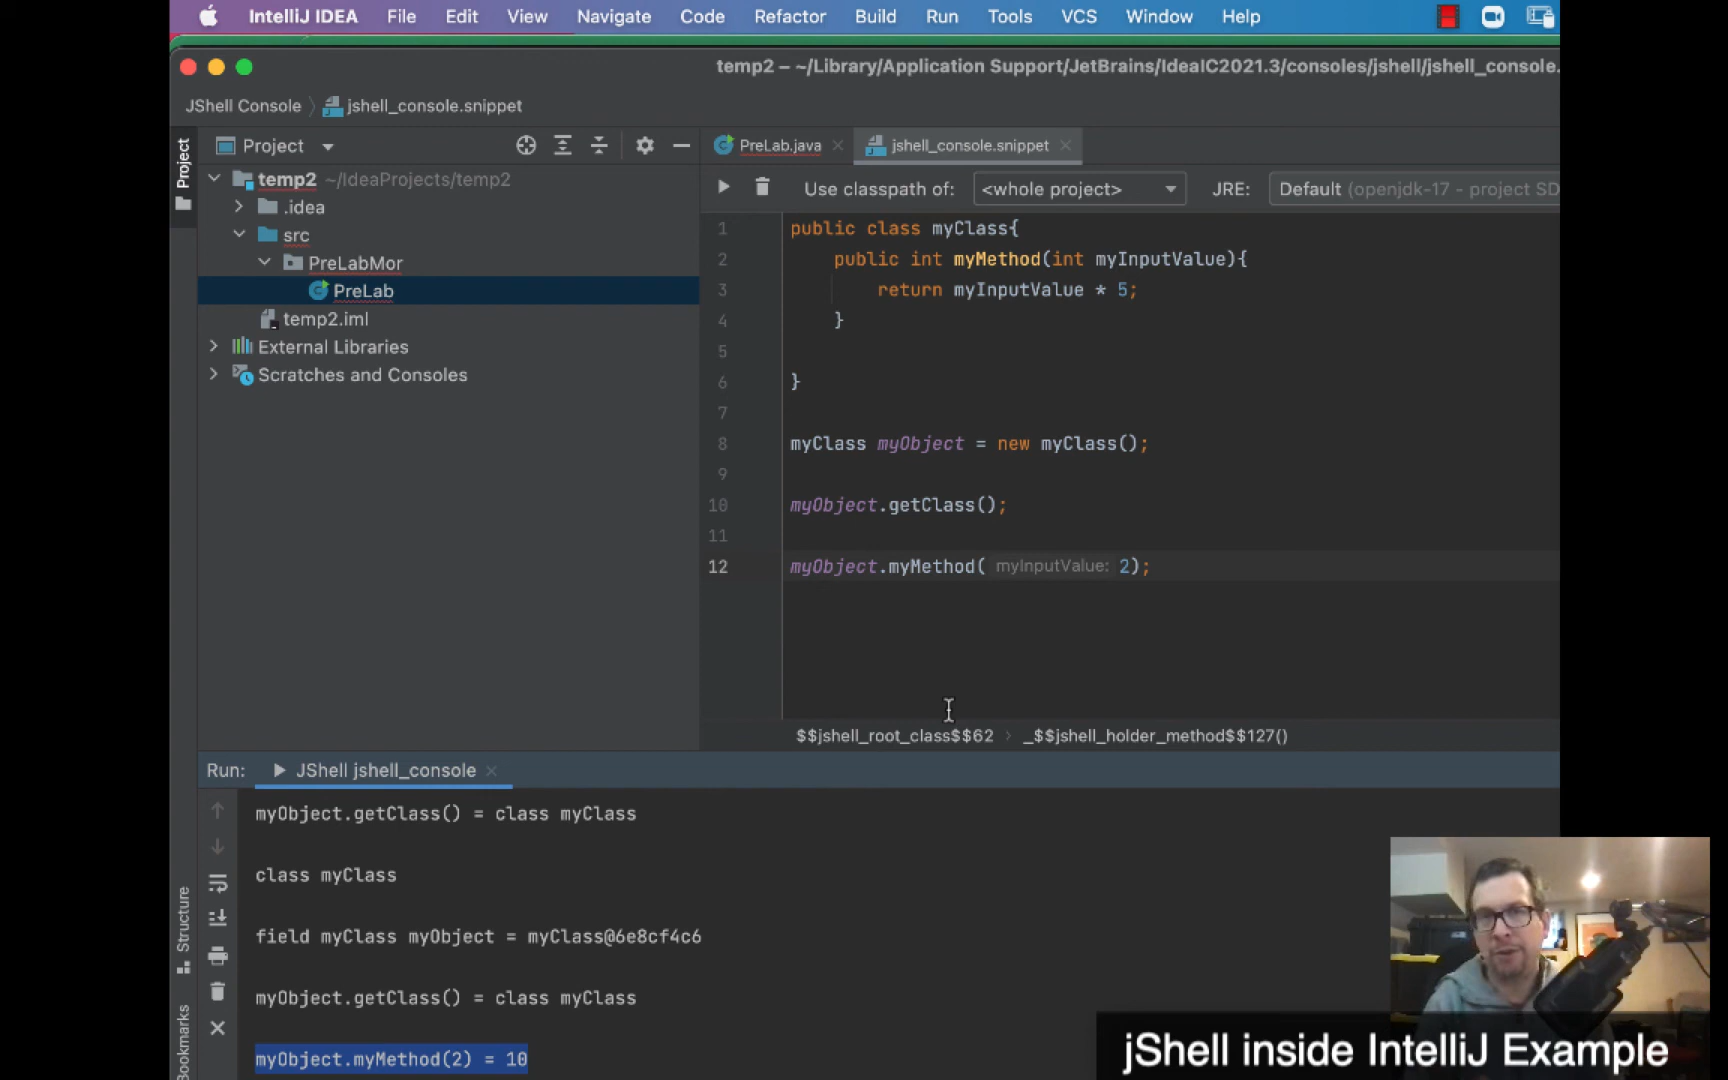 IntelliJ IDEA File Edit View Navigate Code Refactor Build Run Tools VCS Window Help
temp2 – ~/Library/Application Support/JetBrains/IdeaIC2021.3/consoles/jshell/jshell_console.
JShell Console jshell_console.snippet
Project
Project
PreLab.java
jshell_console.snippet
temp2 ~/IdeaProjects/temp2
.idea
src
PreLabMor
PreLab
temp2.iml
External Libraries
Scratches and Consoles
Use classpath of: <whole project> JRE: Default (openjdk-17 - project SD
1 public class myClass{
2 public int myMethod(int myInputValue){
3 return myInputValue * 5;
4 }
5
6 }
7
8 myClass myObject = new myClass();
9
10 myObject.getClass();
11
12 myObject.myMethod( myInputValue: 2);
$$jshell_root_class$$62 _$$jshell_holder_method$$127()
Run: JShell jshell_console
myObject.getClass() = class myClass
class myClass
field myClass myObject = myClass@6e8cf4c6
myObject.getClass() = class myClass
myObject.myMethod(2) = 10
Structure
Bookmarks
jShell inside IntelliJ Example